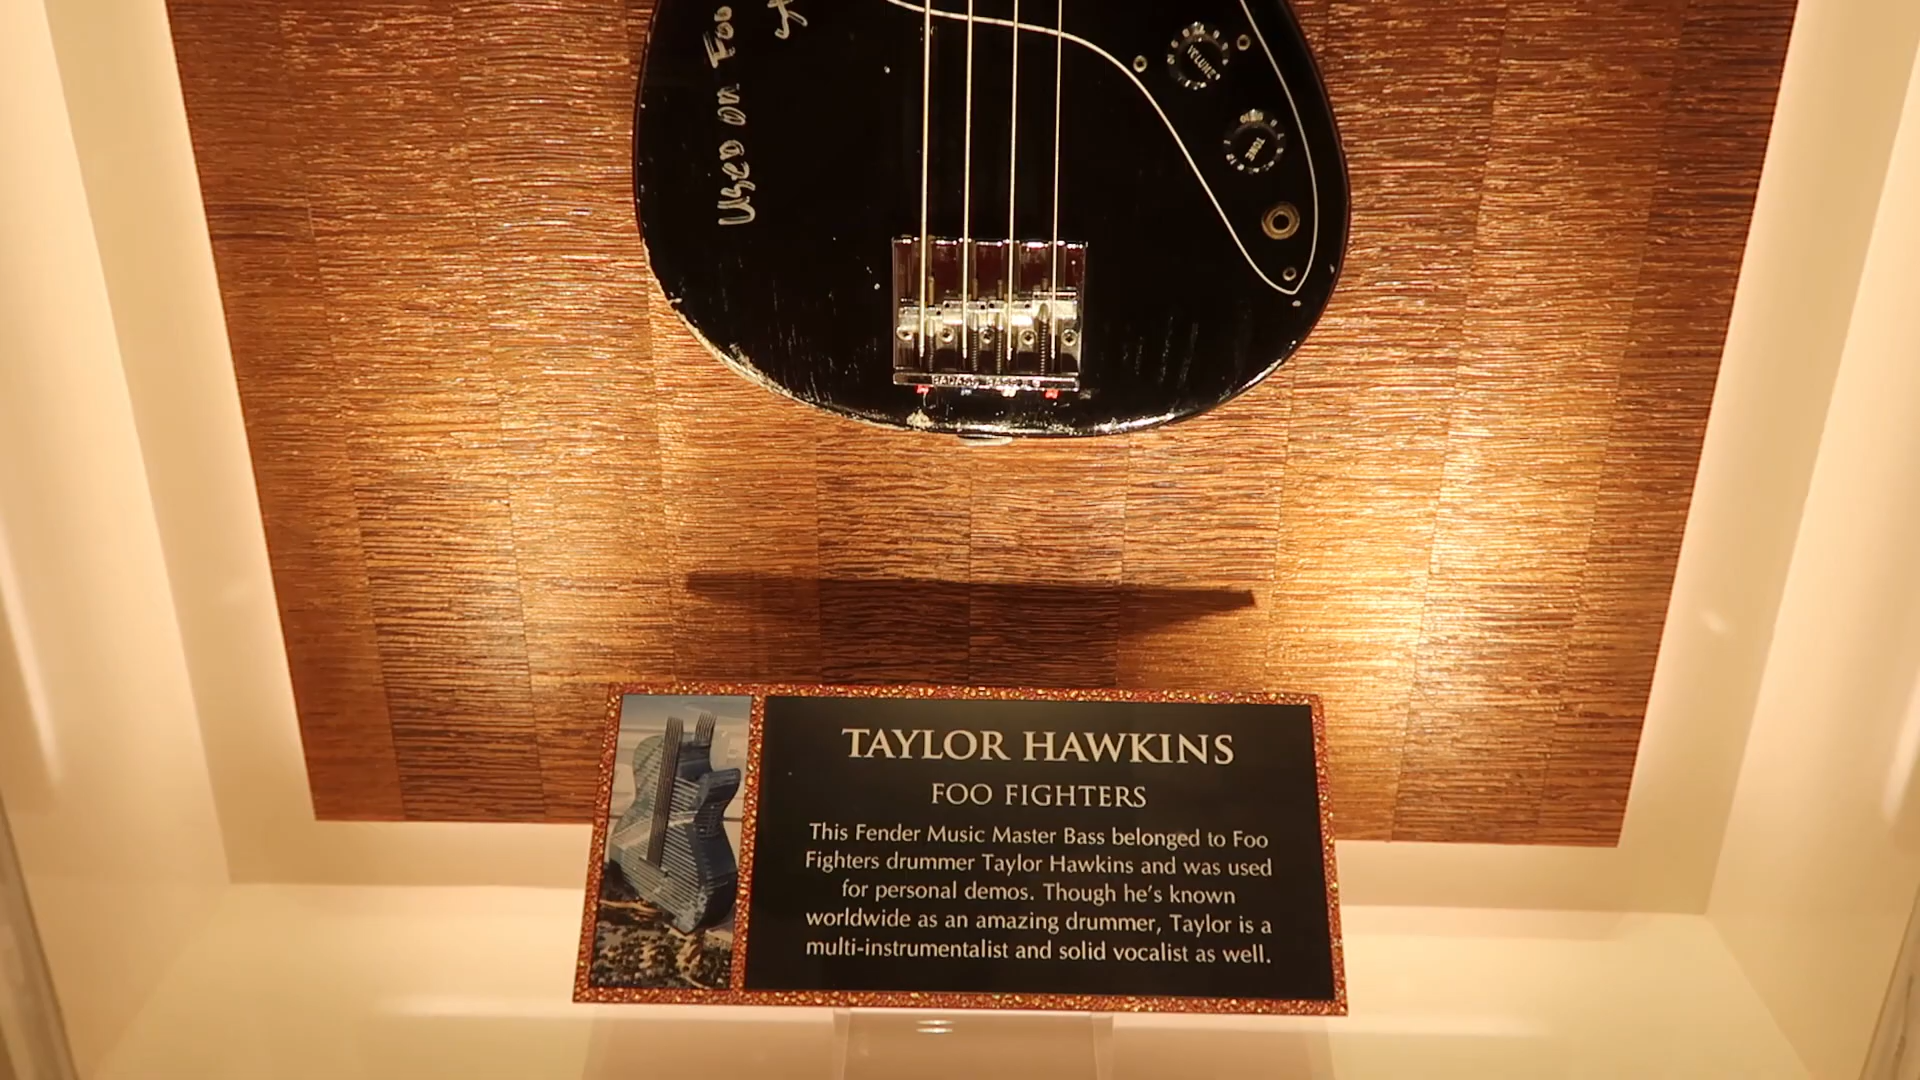 Used on Foo
VOLUME
TONE
BADASS BASS
TAYLOR HAWKINS
FOO FIGHTERS
This Fender Music Master Bass belonged to Foo
Fighters drummer Taylor Hawkins and was used
for personal demos. Though he's known
worldwide as an amazing drummer, Taylor is a
multi-instrumentalist and solid vocalist as well.